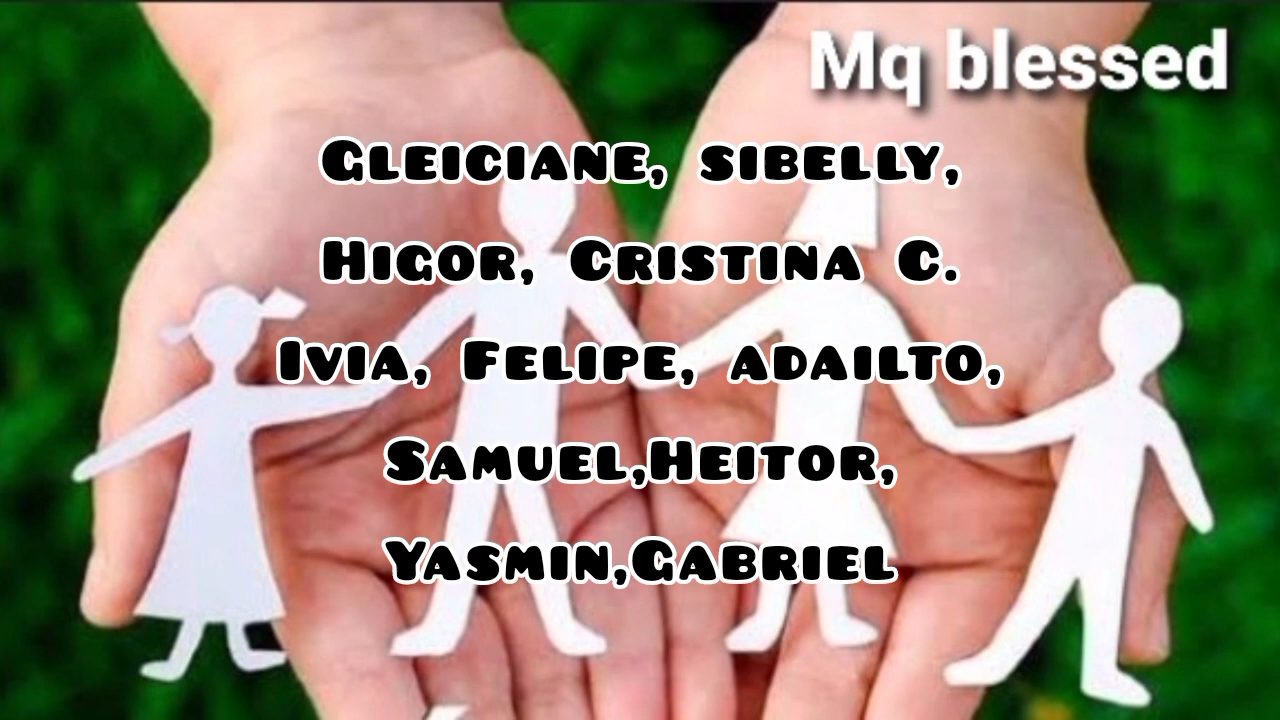 Mq blessed
Gleiciane, sibelly,
Higor, Cristina C.
Ivia, Felipe, adailto,
Samuel,Heitor,
Yasmin,Gabriel